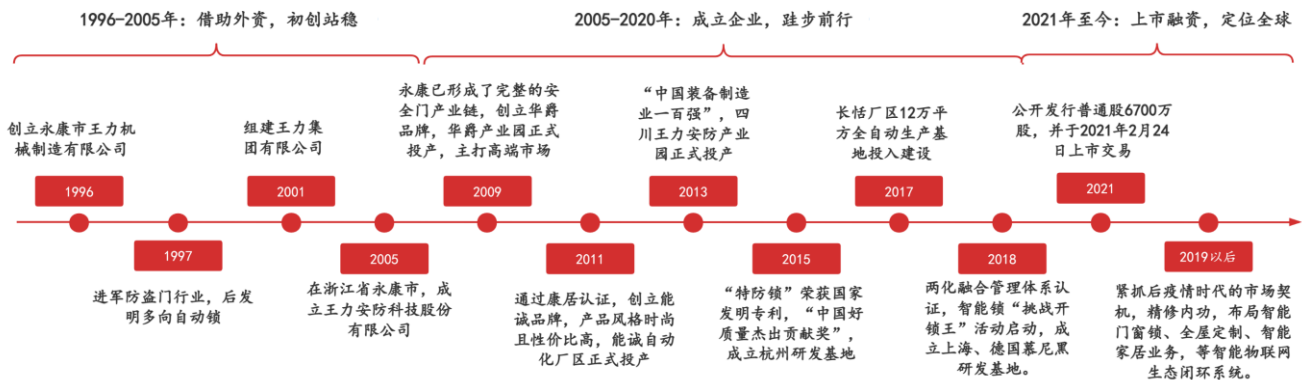 1996-2005年：借助外资，初创站稳
2005-2020年：成立企业，跬步前行
2021年至今：上市融资，定位全球
创立永康市王力机
械制造有限公司
1996
1997
进军防盗门行业，后发
明多向自动锁
组建王力集
团有限公司
2001
2005
在浙江省永康市，成
立王力安防科技股份
有限公司
永康已形成了完整的安
全门产业链，创立华爵
品牌，华爵产业园正式
投产，主打高端市场
2009
2011
通过康居认证，创立能
诚品牌，产品风格时尚
且性价比高，能诚自动
化厂区正式投产
“中国装备制造
业一百强”，四
川王力安防产业
园正式投产
2013
2015
“特防锁”荣获国家
发明专利，“中国好
质量杰出贡献奖”，
成立杭州研发基地
长恬厂区12万平
方全自动生产基
地投入建设
2017
2018
两化融合管理体系认
证，智能锁“挑战开
锁王”活动启动，成
立上海、德国慕尼黑
研发基地。
公开发行普通股6700万
股，并于2021年2月24
日上市交易
2021
2019以后
紧抓后疫情时代的市场
契机，精修内功，布局智能
门窗锁、全屋定制、智能
家居业务，等智能物联网
生态闭环系统。